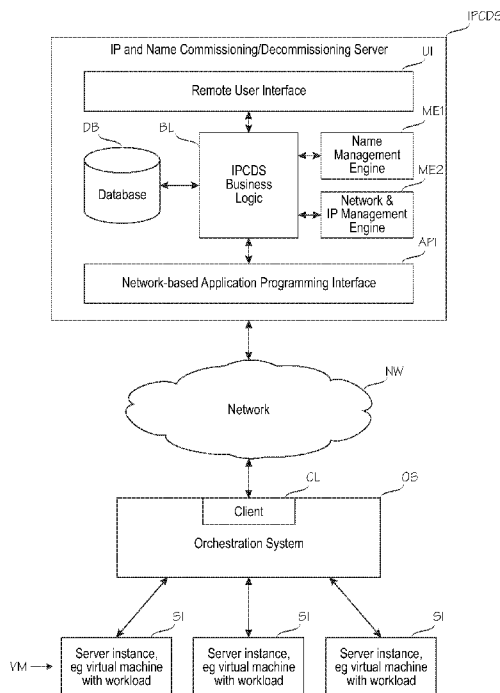 IPCDS
IP and Name Commissioning/Decommissioning Server
UI
Remote User Interface
DB
BL
ME1
Database
IPCDS
Business
Logic
Name
Management
Engine
ME2
Network &
IP Management
Engine
API
Network-based Application Programming Interface
NW
Network
CL
OS
Client
Orchestration System
SI
SI
SI
VM
Server instance,
eg virtual machine
with workload
Server instance,
eg virtual machine
with workload
Server instance,
eg virtual machine
with workload